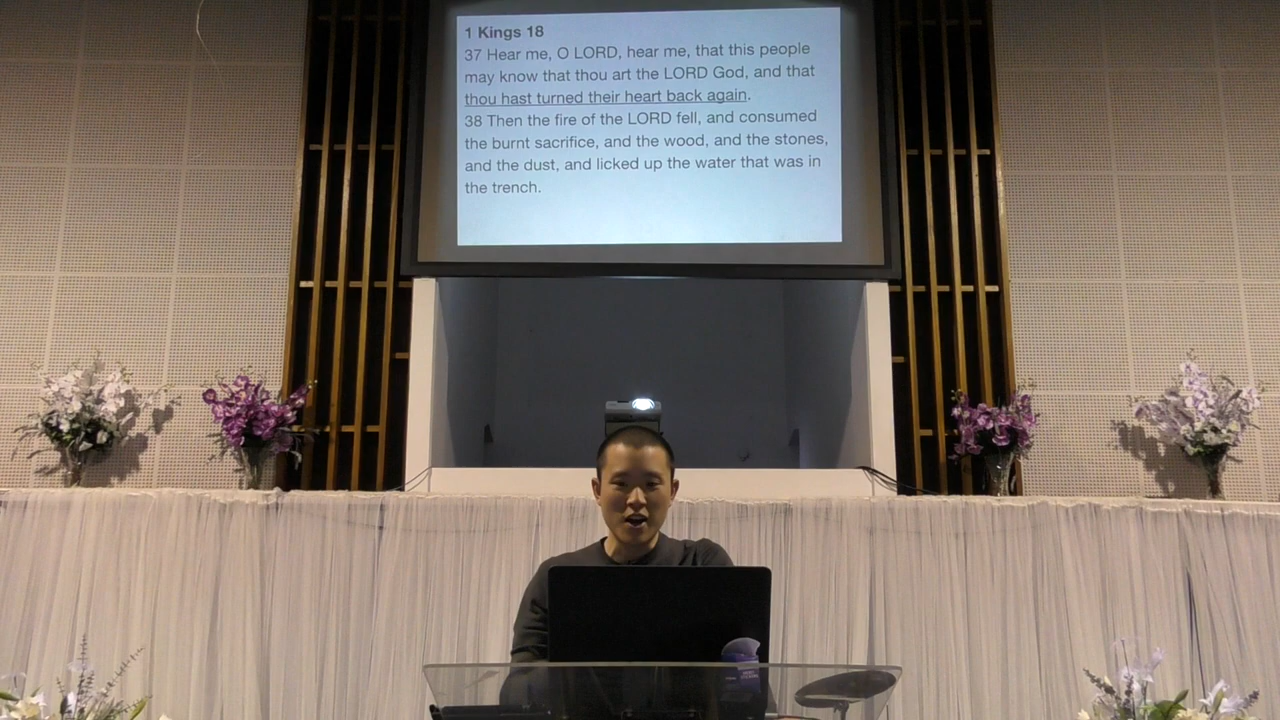 1 Kings 18
37 Hear me, O LORD, hear me, that this people
may know that thou art the LORD God, and that
thou hast turned their heart back again.
38 Then the fire of the LORD fell, and consumed
the burnt sacrifice, and the wood, and the stones,
and the dust, and licked up the water that was in
the trench.